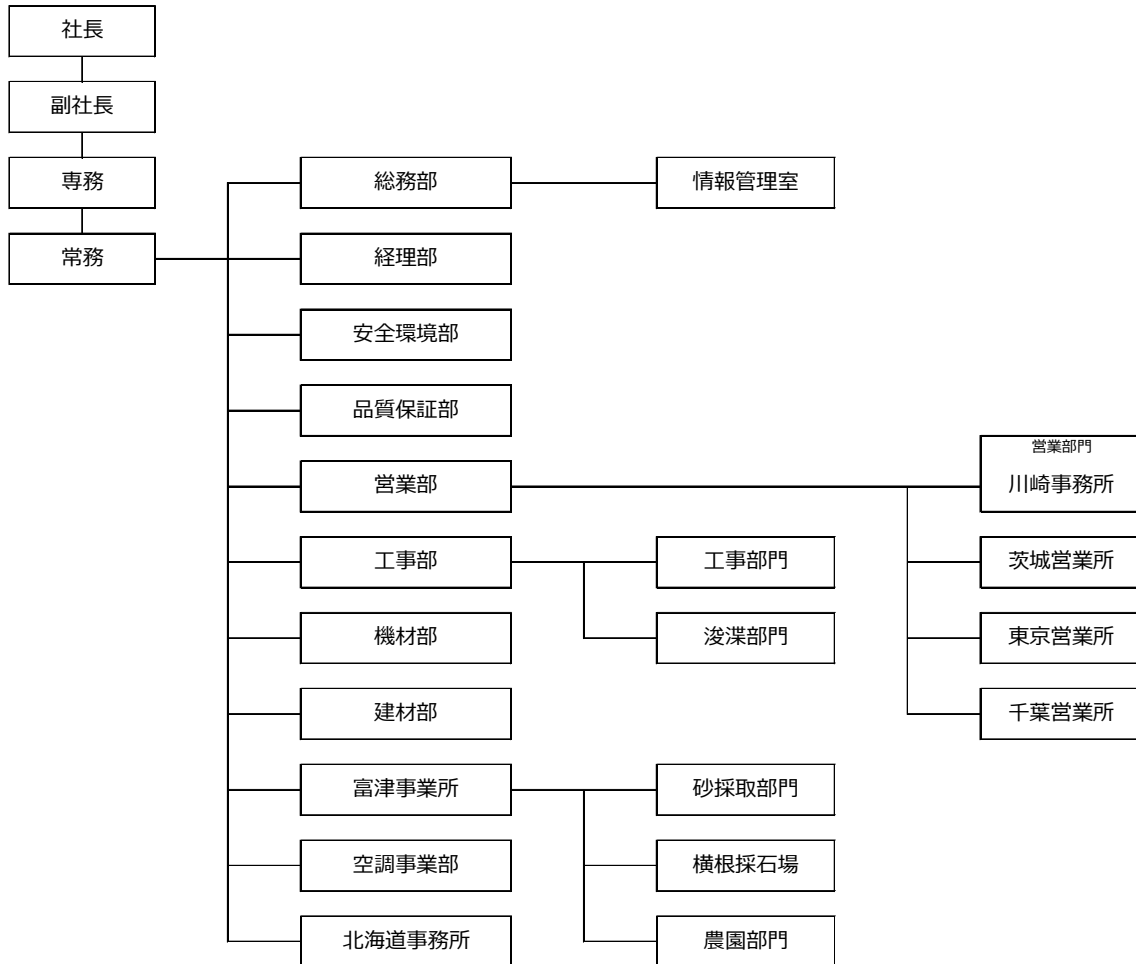 社長
副社長
専務
総務部
情報管理室
常務
経理部
安全環境部
品質保証部
営業部門
営業部
川崎事務所
工事部
工事部門
茨城営業所
機材部
浚渫部門
東京営業所
建材部
千葉営業所
富津事業所
砂採取部門
空調事業部
横根採石場
北海道事務所
農園部門